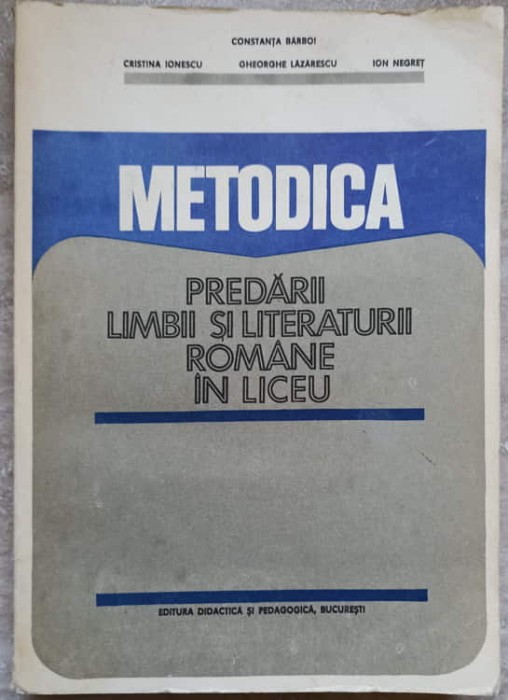 CONSTANȚA BĂRBOI
CRISTINA IONESCU GHEORGHE LĂZĂRESCU ION NEGREȚ
METODICA
PREDĂRII
LIMBII ȘI LITERATURII
ROMÂNE
ÎN LICEU
EDITURA DIDACTICĂ ȘI PEDAGOGICĂ, BUCUREȘTI